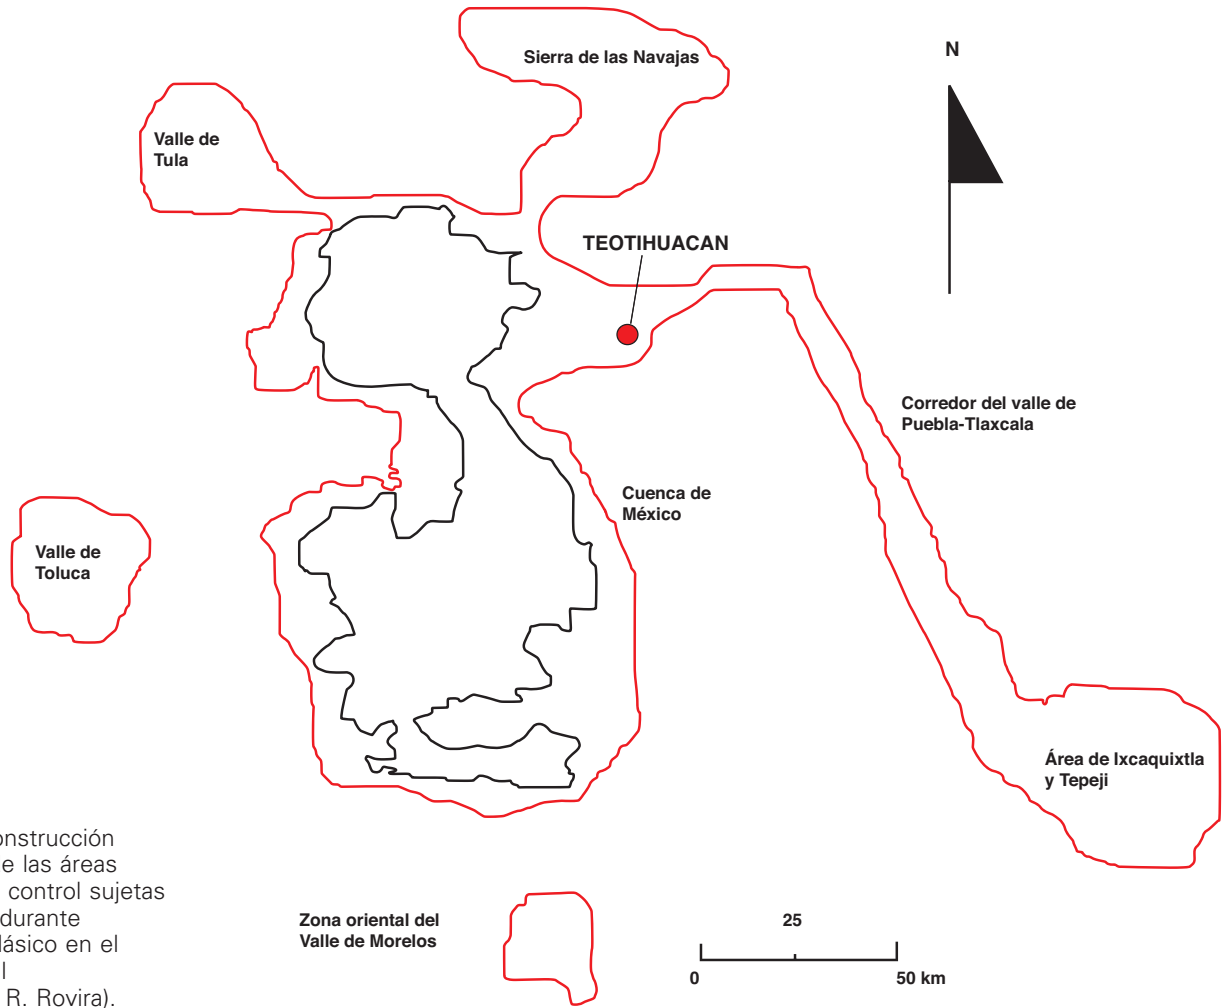 Sierra de las Navajas
N
Valle de
Tula
TEOTIHUACAN
Corredor del valle de
Puebla-Tlaxcala
Cuenca de
México
Valle de
Toluca
Área de Ixcaquixtla
y Tepeji
onstrucción
e las áreas
control sujetas
durante
lásico en el
l
R. Rovira).
Zona oriental del
Valle de Morelos
25
0
50 km